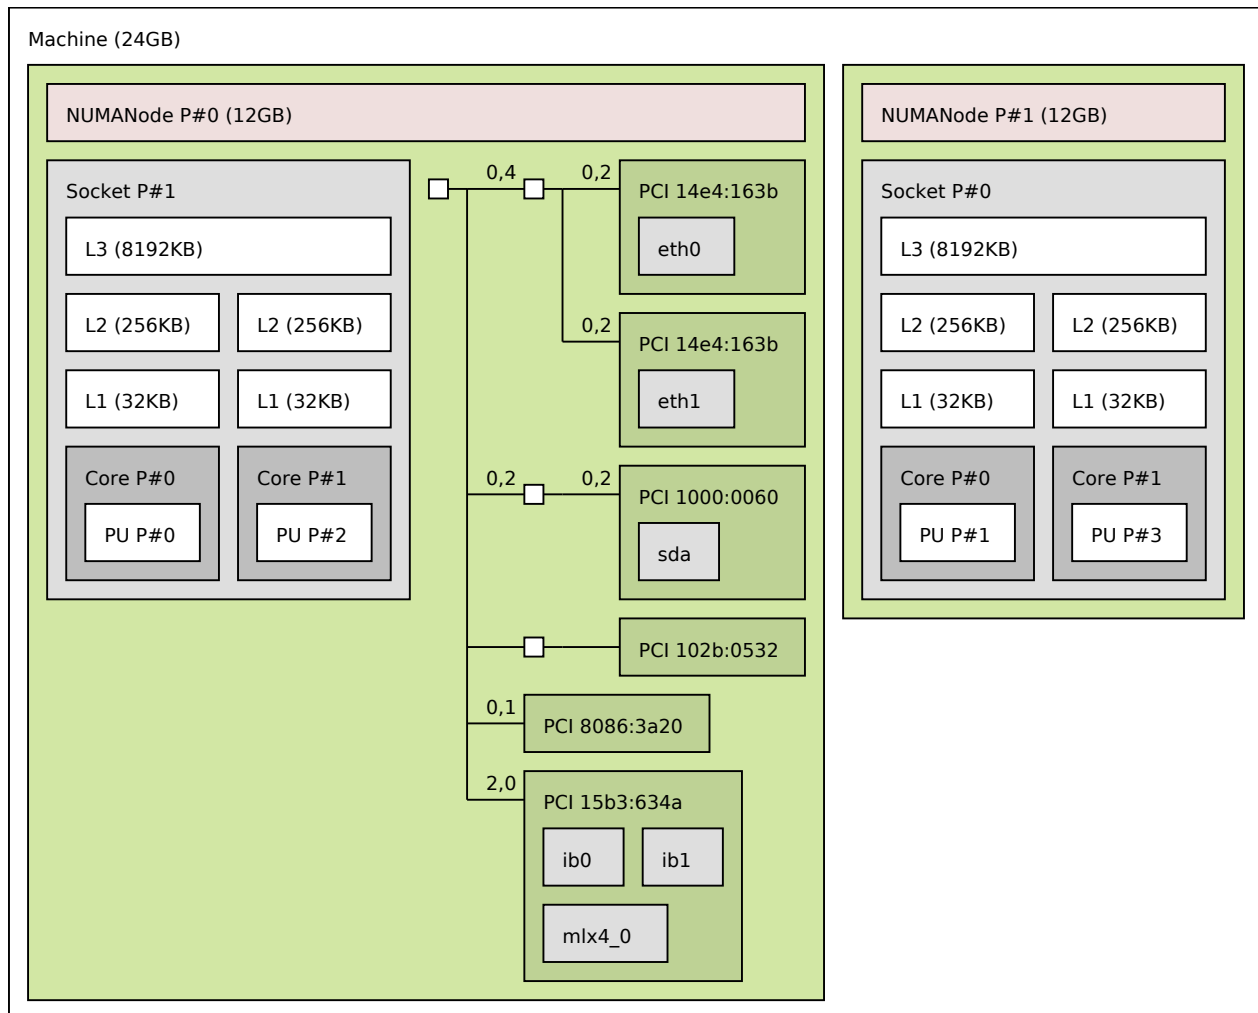 Machine (24GB)
NUMANode P#0 (12GB)
Socket P#1
L3 (8192KB)
L2 (256KB)
L2 (256KB)
L1 (32KB)
L1 (32KB)
Core P#0
PU P#0
Core P#1
PU P#2
0,4
0,2
PCI 14e4:163b
eth0
0,2
PCI 14e4:163b
eth1
0,2
0,2
PCI 1000:0060
sda
PCI 102b:0532
0,1
PCI 8086:3a20
2,0
PCI 15b3:634a
ib0
ib1
mlx4_0
NUMANode P#1 (12GB)
Socket P#0
L3 (8192KB)
L2 (256KB)
L2 (256KB)
L1 (32KB)
L1 (32KB)
Core P#0
PU P#1
Core P#1
PU P#3